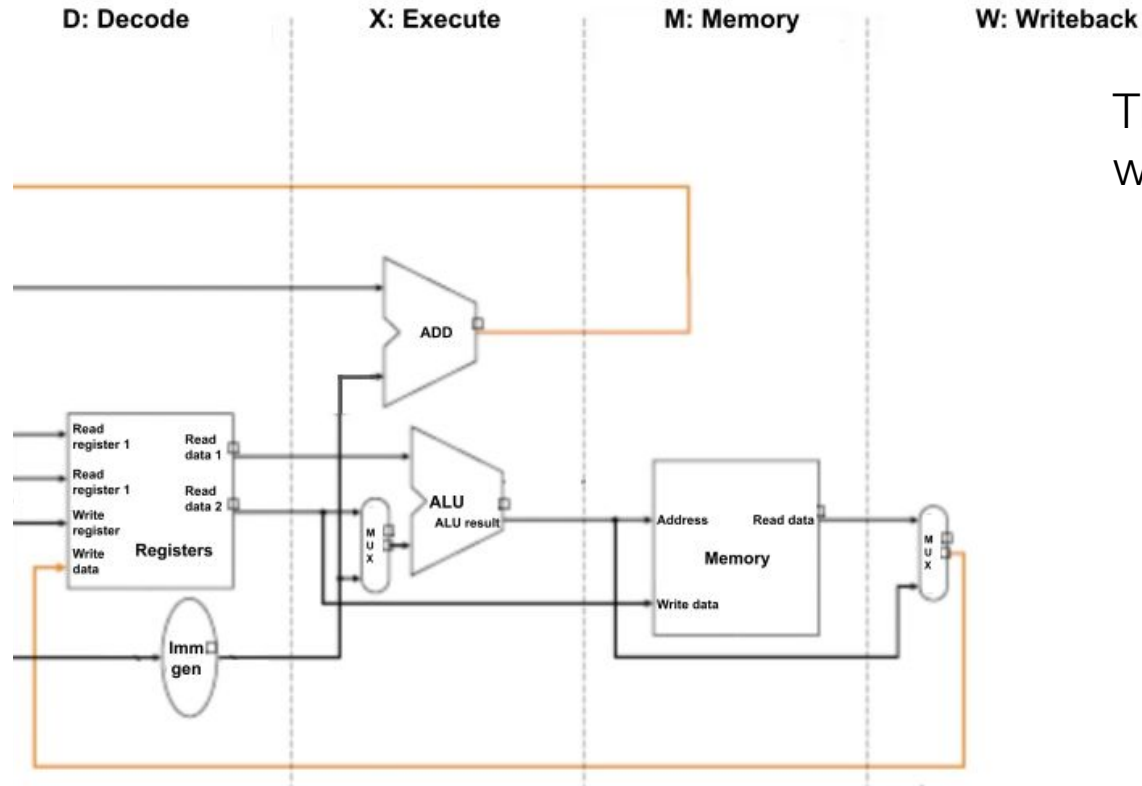 D: Decode
X: Execute
M: Memory
W: Writeback
T
w
ADD
Read
register 1
Read
register 1
Write
register
Write
data
Read
data 1
Read
data 2
Registers
Imm
gen
M
U
X
ALU
ALU result
Address
Read data
Memory
Write data
M
U
X